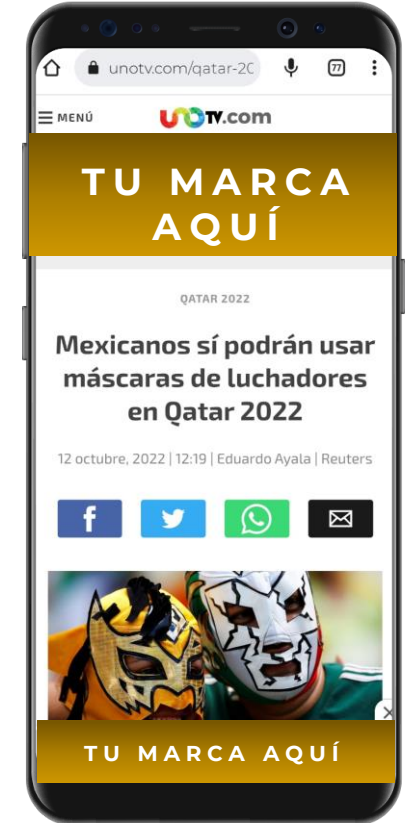 unotv.com/qatar-20
77
MENÚ
UNOTV.com
TU MARCA
AQUÍ
QATAR 2022
Mexicanos sí podrán usar
máscaras de luchadores
en Qatar 2022
12 octubre, 2022 | 12:19 | Eduardo Ayala | Reuters
TU MARCA AQUÍ